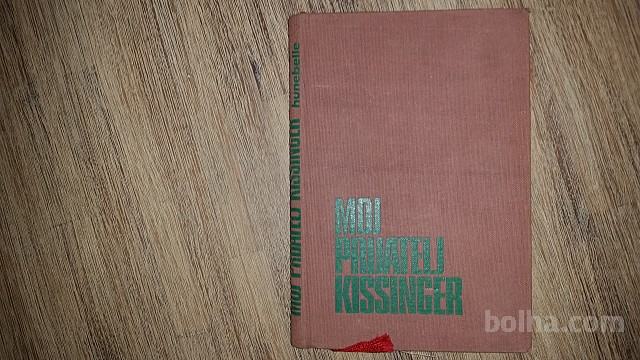 MOJ PRIJATELJ KISSINGER hunebelle
MOJ
PRIJATELJ
KISSINGER
bolha.com